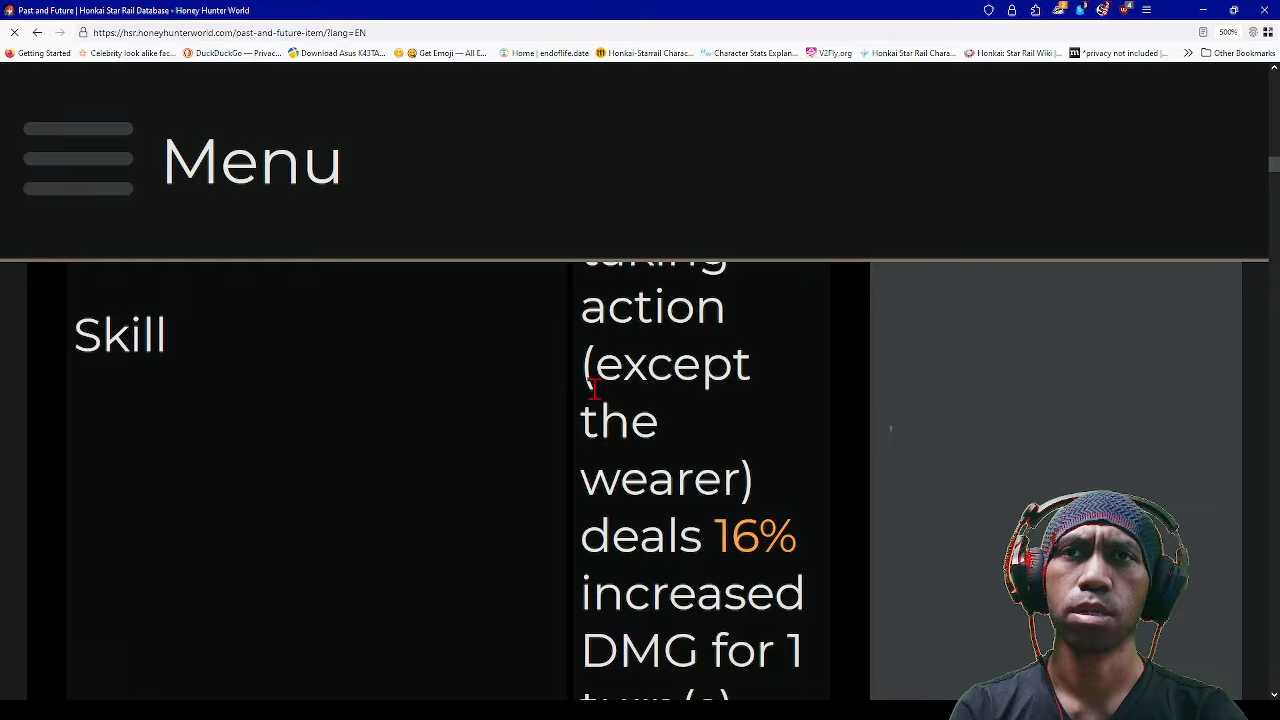 Past and Future | Honkai Star Rail Database - Honey Hunter World
https://hsr.honeyhunterworld.com/past-and-future-item/?lang=EN
500%
Getting Started
Celebrity look alike fac...
DuckDuckGo — Privac...
Download Asus K43TA...
Get Emoji — All E...
Home | endoflife.date
Honkai-Starrail Charac...
Character Stats Explan...
V2Fly.org
Honkai Star Rail Chara...
Honkai: Star Rail Wiki |...
*privacy not included |...
Other Bookmarks
Menu
Skill
taking
action
(except
the
wearer)
deals 16%
increased
DMG for 1
turn(s)